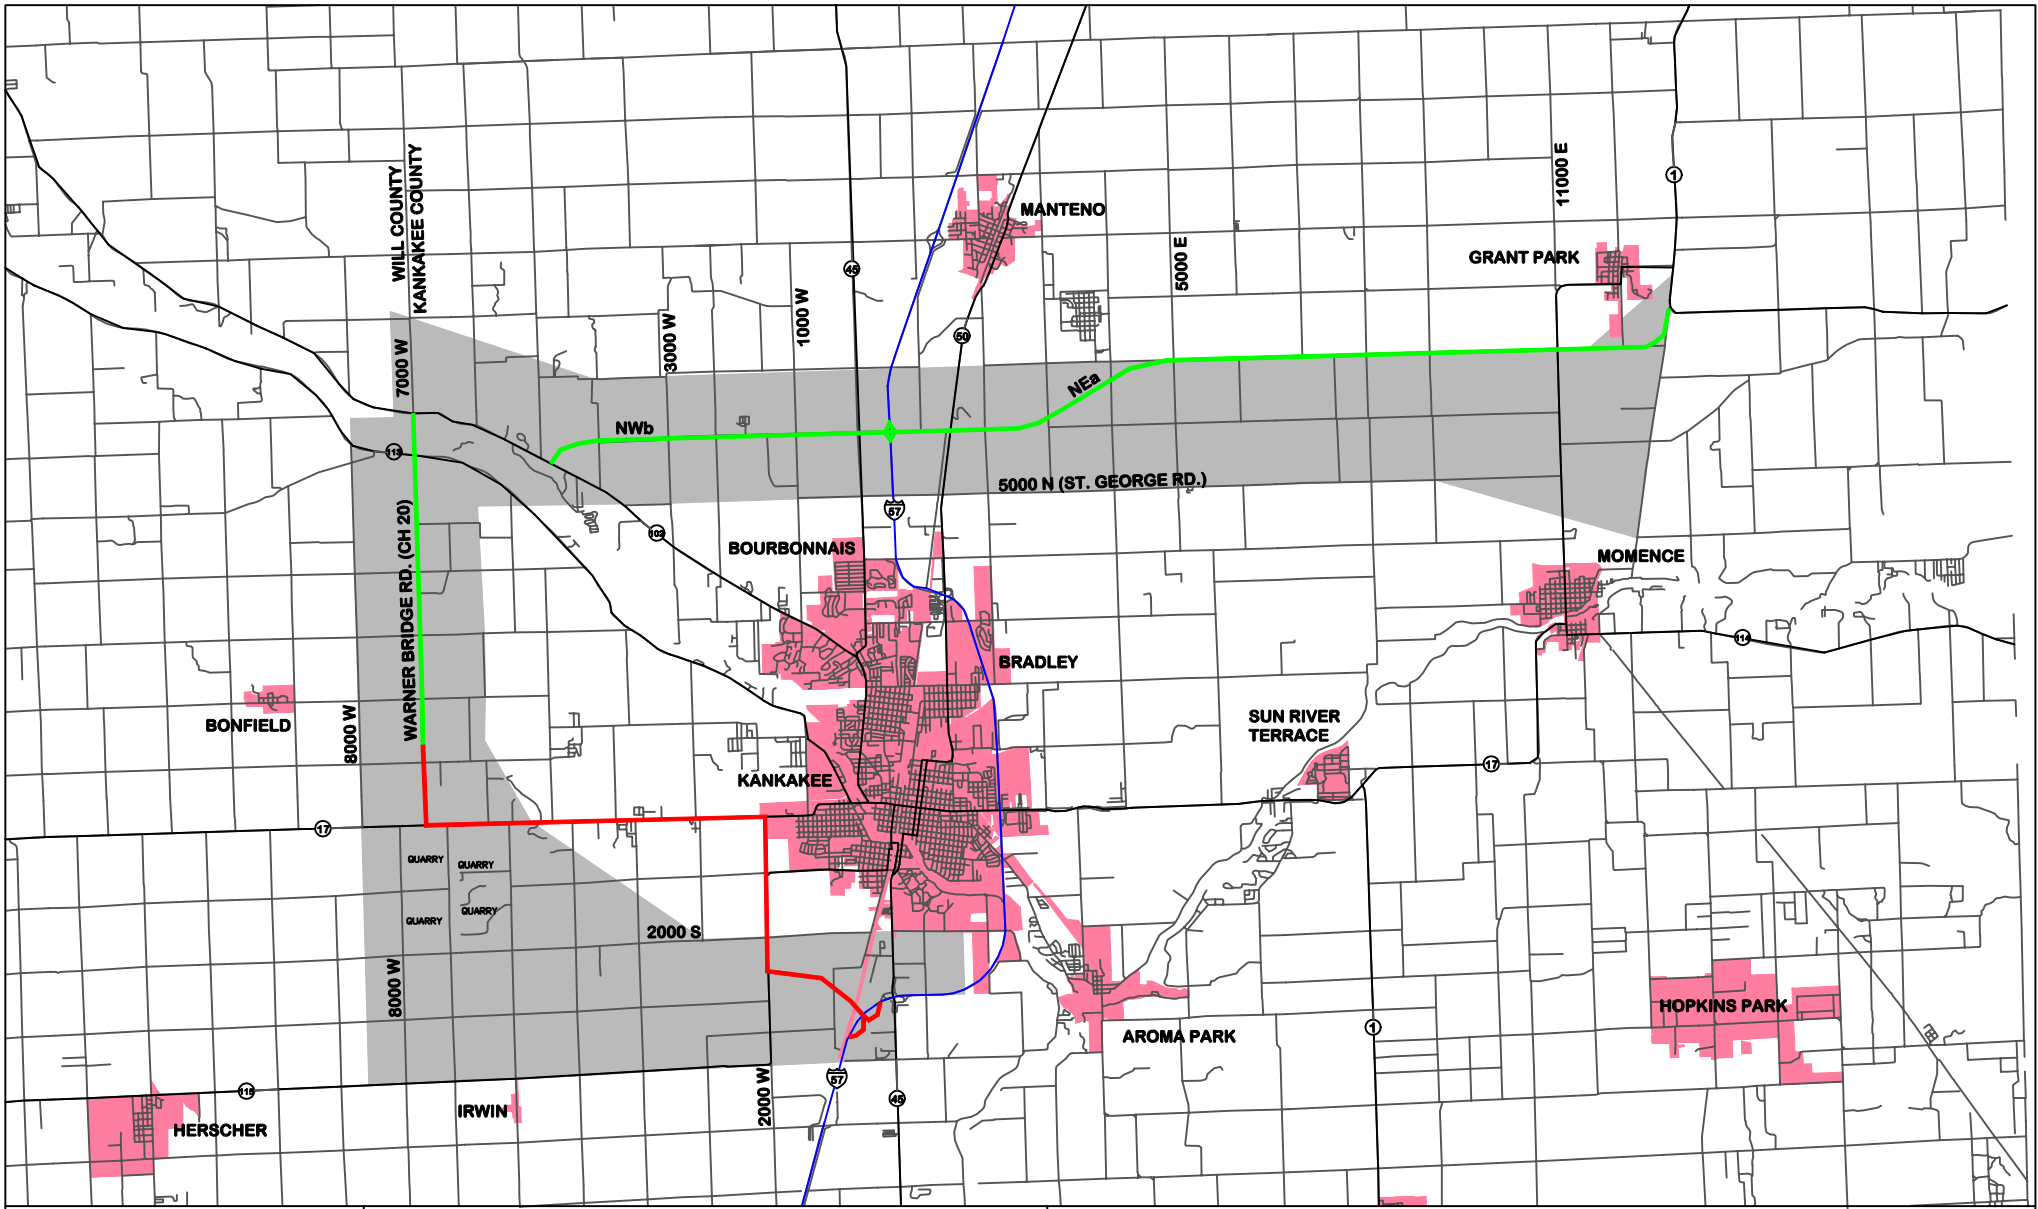 WILL COUNTY
KANKAKEE COUNTY
11000 E
1
MANTENO
5000 E
GRANT PARK
45
1000 W
3000 W
50
7000 W
NEa
NWb
113
5000 N (ST. GEORGE RD.)
57
102
WARNER BRIDGE RD. (CH 20)
BOURBONNAIS
MOMENCE
114
BRADLEY
BONFIELD
8000 W
SUN RIVER
TERRACE
17
KANKAKEE
17
QUARRY
QUARRY
QUARRY
QUARRY
2000 S
8000 W
HOPKINS PARK
1
AROMA PARK
57
2000 W
115
45
IRWIN
HERSCHER